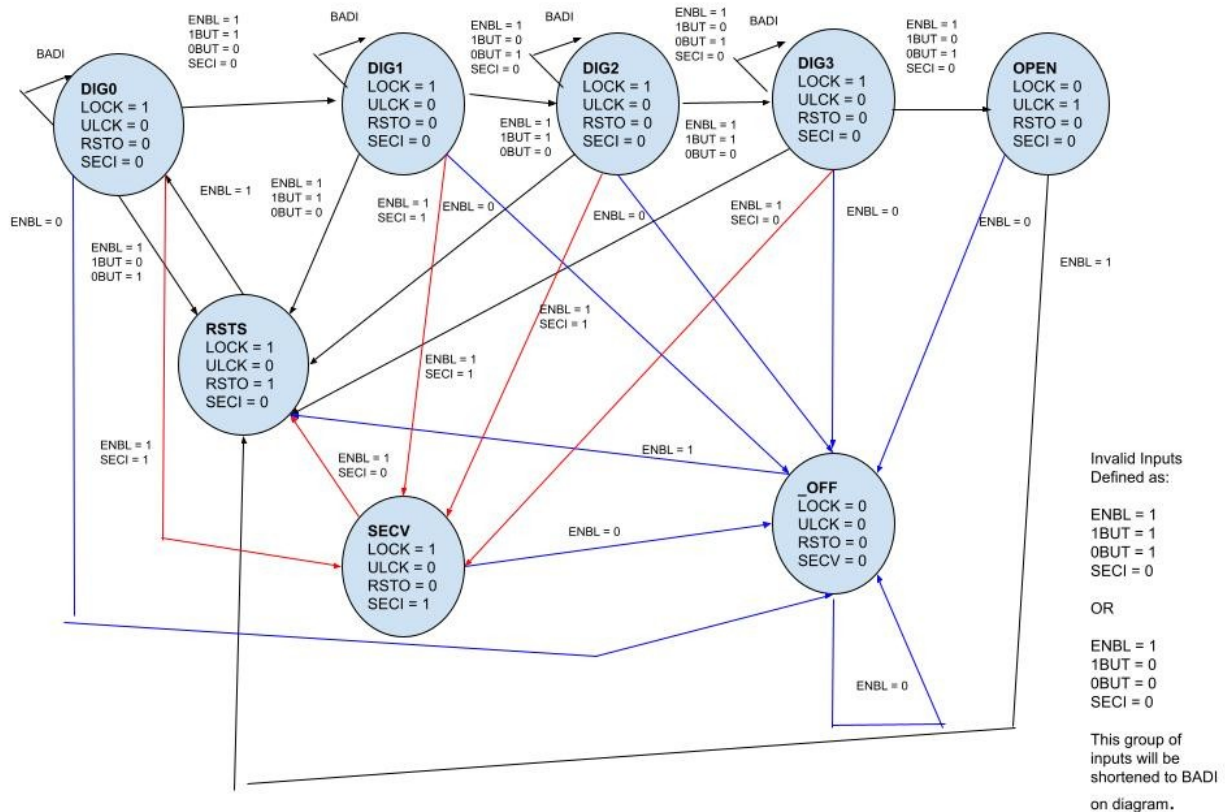 ENBL = 1
1BUT = 1
0BUT = 0
SECI = 0
BADI
ENBL = 1
1BUT = 0
0BUT = 1
SECI = 0
BADI
ENBL = 1
1BUT = 0
0BUT = 1
SECI = 0
BADI
ENBL = 1
1BUT = 0
0BUT = 1
SECI = 0
BADI
DIG0
LOCK = 1
ULCK = 0
RSTO = 0
SECI = 0
DIG1
LOCK = 1
ULCK = 0
RSTO = 0
SECI = 0
DIG2
LOCK = 1
ULCK = 0
RSTO = 0
SECI = 0
DIG3
LOCK = 1
ULCK = 0
RSTO = 0
SECI = 0
OPEN
LOCK = 0
ULCK = 1
RSTO = 0
SECI = 0
ENBL = 1
1BUT = 1
0BUT = 0
ENBL = 1
1BUT = 1
0BUT = 0
ENBL = 0
ENBL = 1
1BUT = 0
0BUT = 1
ENBL = 1
ENBL = 1
1BUT = 1
0BUT = 0
ENBL = 1
SECI = 1
ENBL = 0
ENBL = 0
ENBL = 1
SECI = 0
ENBL = 0
ENBL = 0
ENBL = 1
RSTS
LOCK = 1
ULCK = 0
RSTO = 1
SECI = 0
ENBL = 1
SECI = 1
ENBL = 1
SECI = 1
ENBL = 1
SECI = 1
ENBL = 1
SECI = 0
ENBL = 1
SECV
LOCK = 1
ULCK = 0
RSTO = 0
SECI = 1
ENBL = 0
_OFF
LOCK = 0
ULCK = 0
RSTO = 0
SECV = 0
ENBL = 0
Invalid Inputs
Defined as:
ENBL = 1
1BUT = 1
0BUT = 1
SECI = 0
OR
ENBL = 1
1BUT = 0
0BUT = 0
SECI = 0
This group of
inputs will be
shortened to BADI
on diagram.